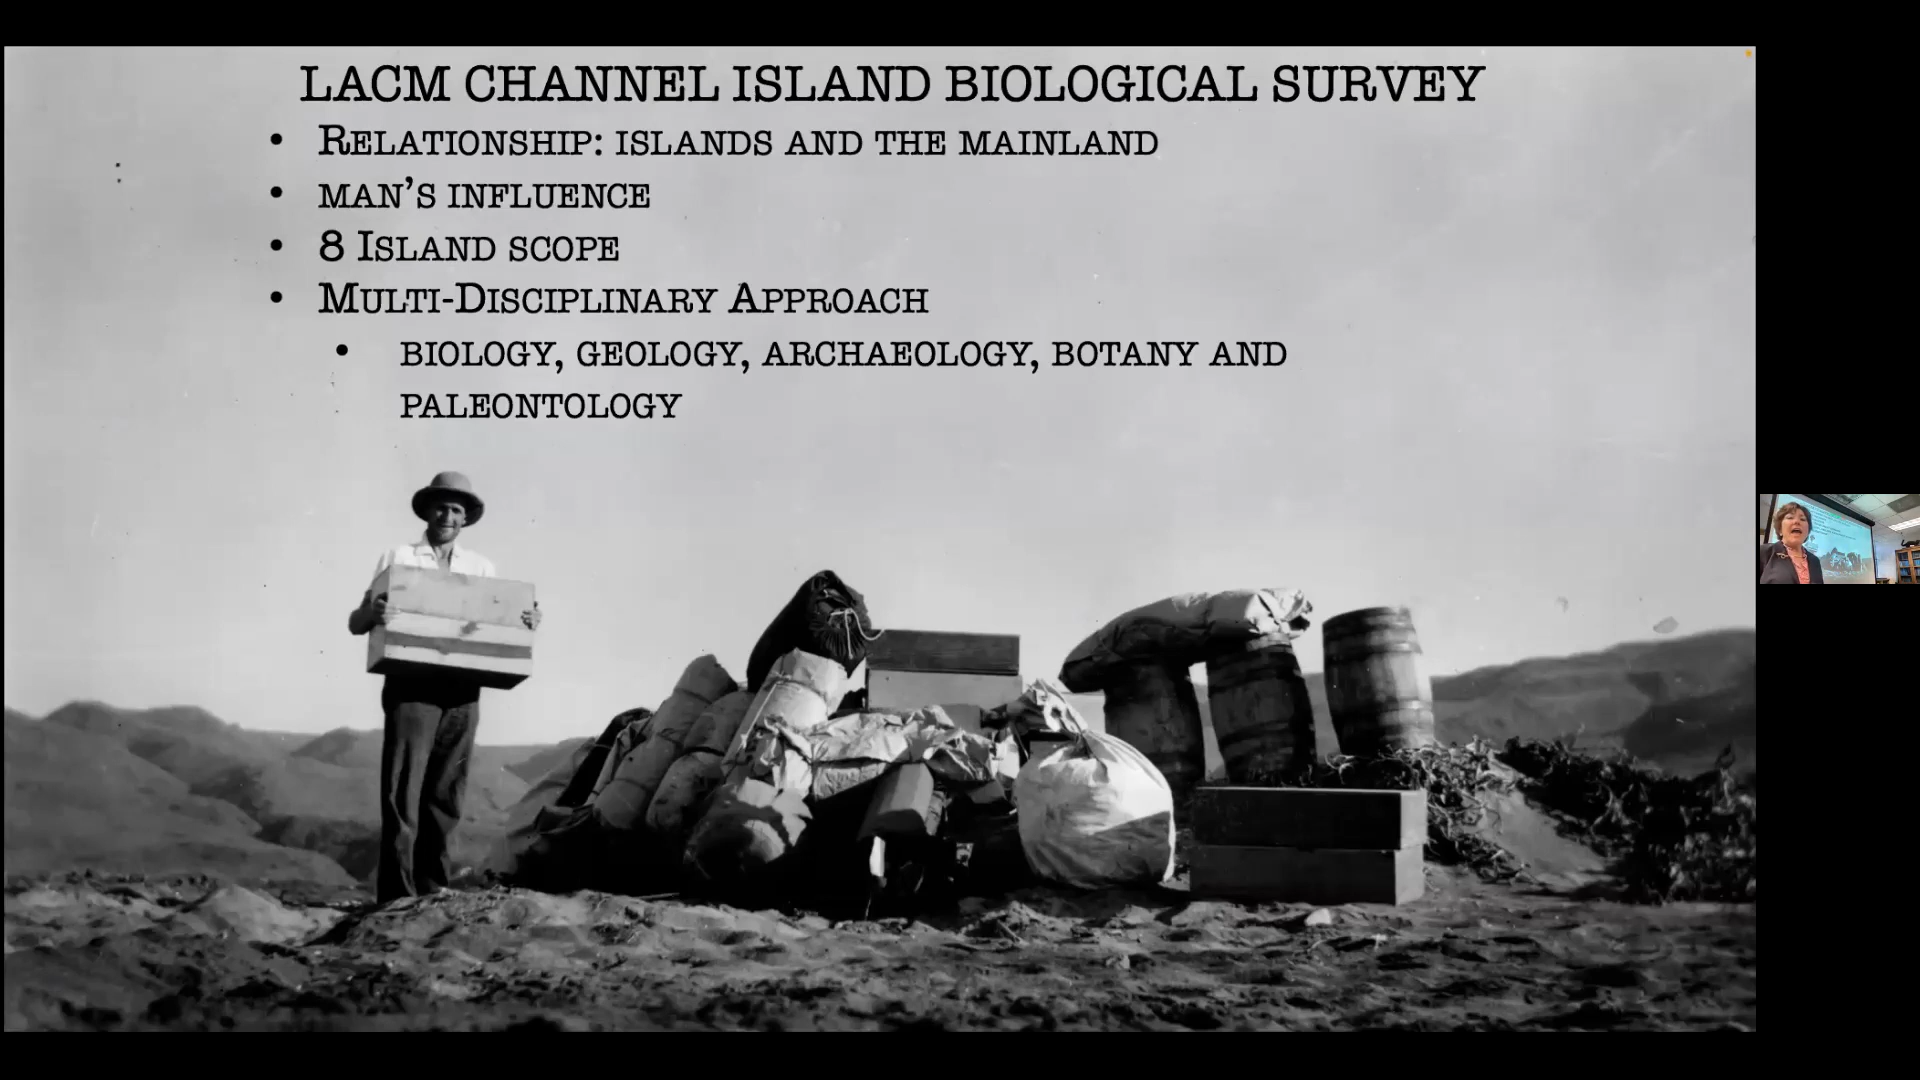 LACM CHANNEL ISLAND BIOLOGICAL SURVEY
• RELATIONSHIP: ISLANDS AND THE MAINLAND
• MAN'S INFLUENCE
• 8 ISLAND SCOPE
• MULTI-DISCIPLINARY APPROACH
• BIOLOGY, GEOLOGY, ARCHAEOLOGY, BOTANY AND
PALEONTOLOGY